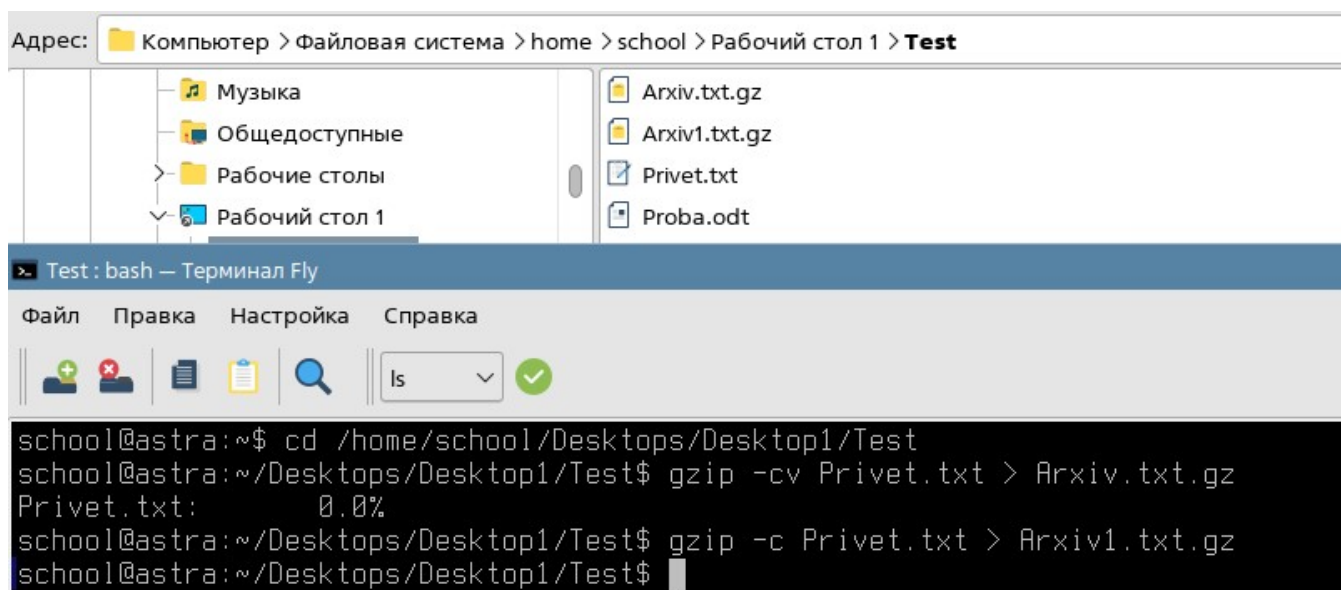 Адрес: Компьютер > Файловая система > home > school > Рабочий стол 1 > Test
Музыка
Общедоступные
Рабочие столы
Рабочий стол 1
Arxiv.txt.gz
Arxiv1.txt.gz
Privet.txt
Proba.odt
Test : bash — Терминал Fly
Файл Правка Настройка Справка
ls
school@astra:~$ cd /home/school/Desktops/Desktop1/Test
school@astra:~/Desktops/Desktop1/Test$ gzip -cv Privet.txt > Arxiv.txt.gz
Privet.txt: 0.0%
school@astra:~/Desktops/Desktop1/Test$ gzip -c Privet.txt > Arxiv1.txt.gz
school@astra:~/Desktops/Desktop1/Test$